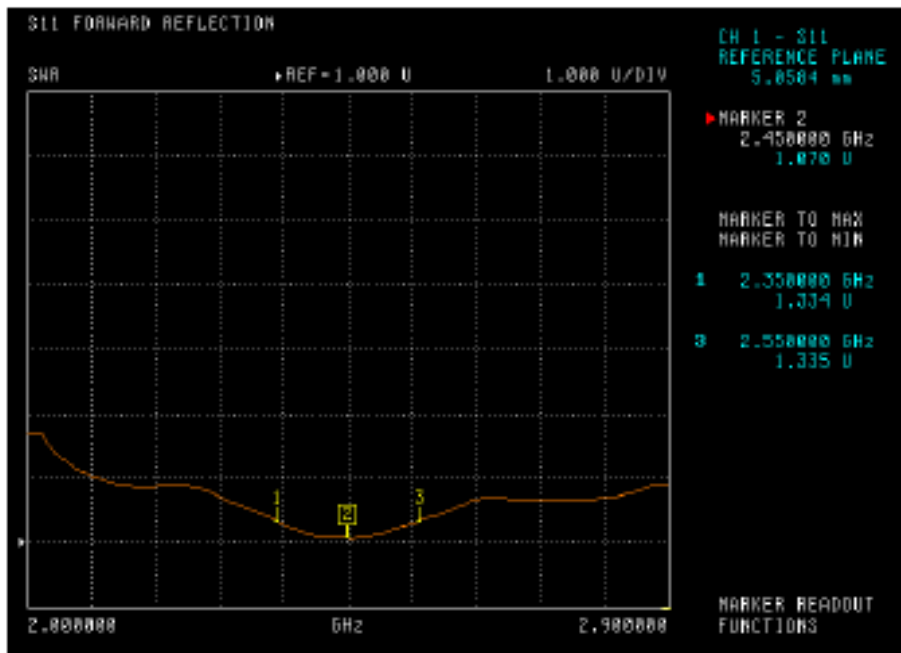 S11 FORWARD REFLECTION
SWR ▸REF=1.000 U 1.000 U/DIV
CH 1 - S11
REFERENCE PLANE
5.0584 mm
▶MARKER 2
2.450000 GHz
1.070 U
MARKER TO MAX
MARKER TO MIN
1 2.350000 GHz
1.334 U
3 2.550000 GHz
1.335 U
1
2
3
2.000000 GHz 2.900000
MARKER READOUT
FUNCTIONS